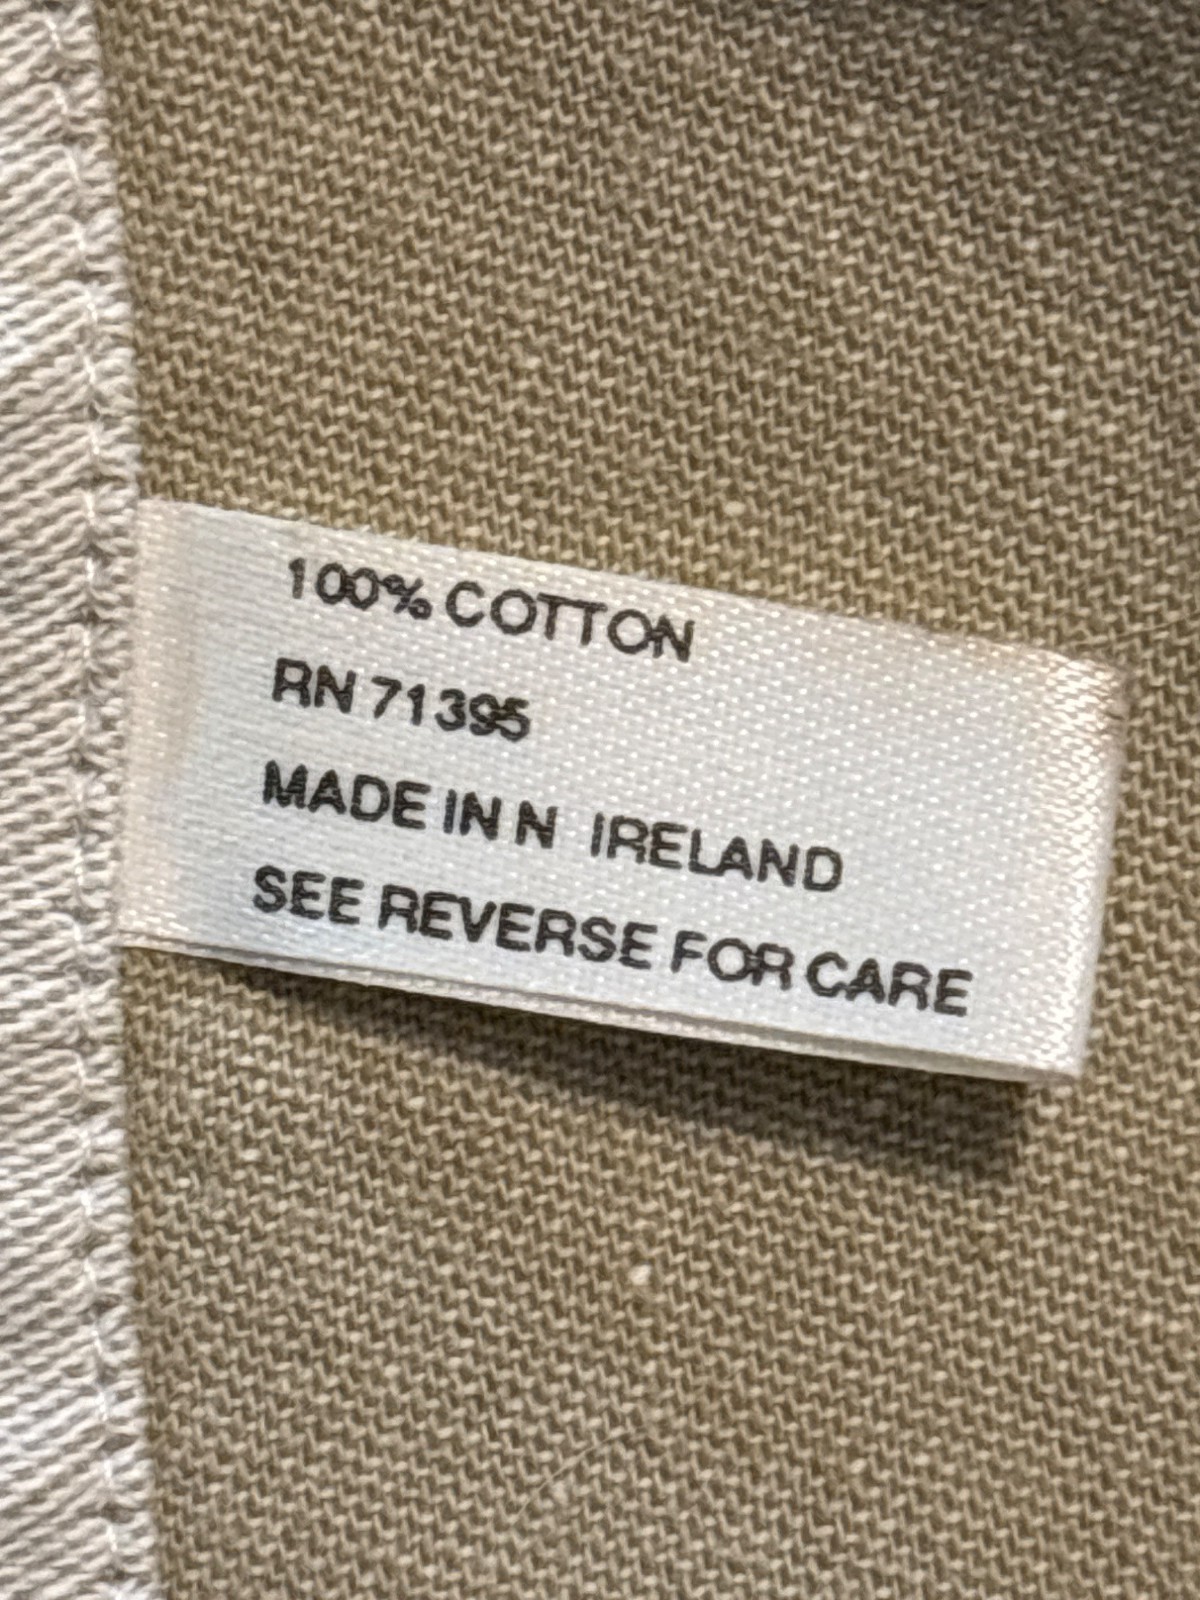 100% COTTON
RN 71395
MADE IN N IRELAND
SEE REVERSE FOR CARE